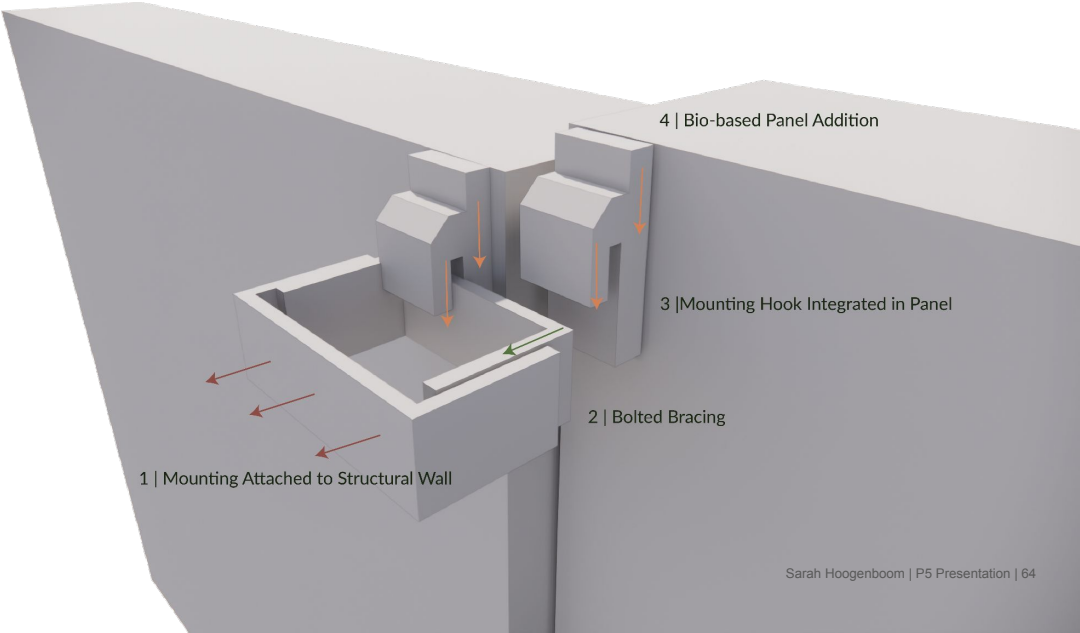 4 | Bio-based Panel Addition
3 |Mounting Hook Integrated in Panel
2 | Bolted Bracing
1 | Mounting Attached to Structural Wall
Sarah Hoogenboom | P5 Presentation | 64